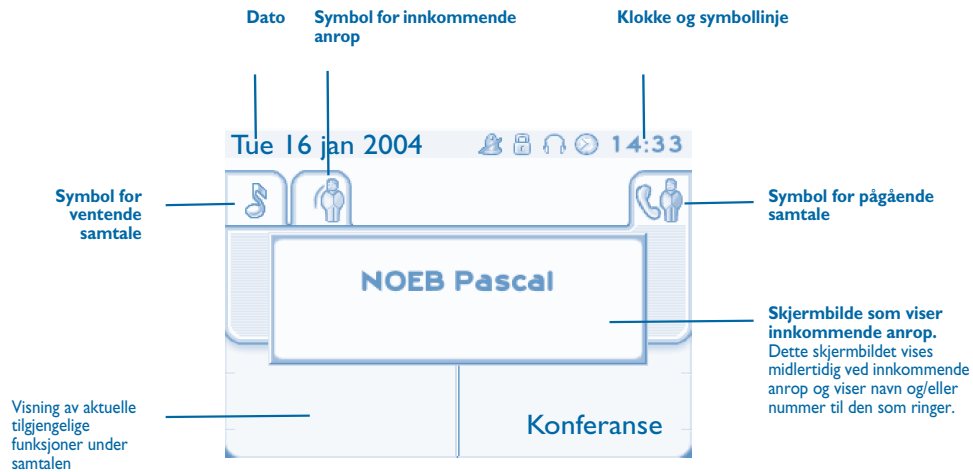 Dato
Symbol for innkommende
anrop
Klokke og symbollinje
Tue 16 jan 2004
14:33
Symbol for
ventende
samtale
Symbol for pågående
samtale
NOEB Pascal
Skjermbilde som viser
innkommende anrop.
Dette skjermbildet vises
midlertidig ved innkommende
anrop og viser navn og/eller
nummer til den som ringer.
Visning av aktuelle
tilgjengelige
funksjoner under
samtalen
Konferanse